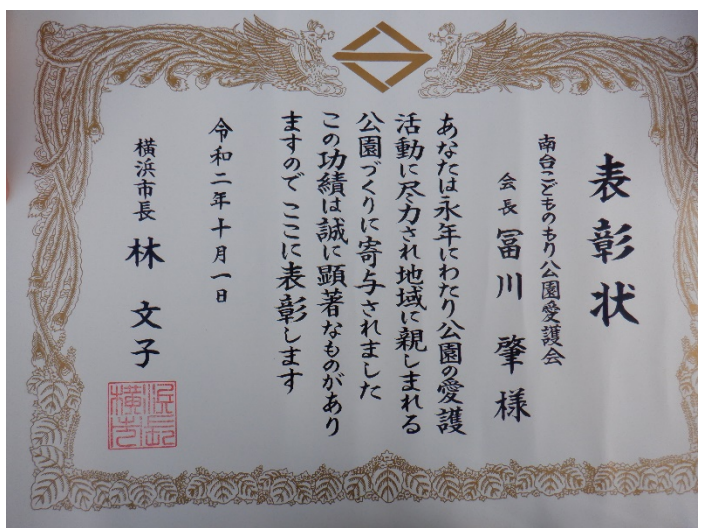 表彰状
南台こどものもり公園愛護会
会長 冨川 肇 様
あなたは永年にわたり公園の愛護
活動に尽力され地域に親しまれる
公園づくりに寄与されました
この功績は誠に顕著なものがあり
ますのでここに表彰します
令和二年十月一日
横浜市長 林 文子